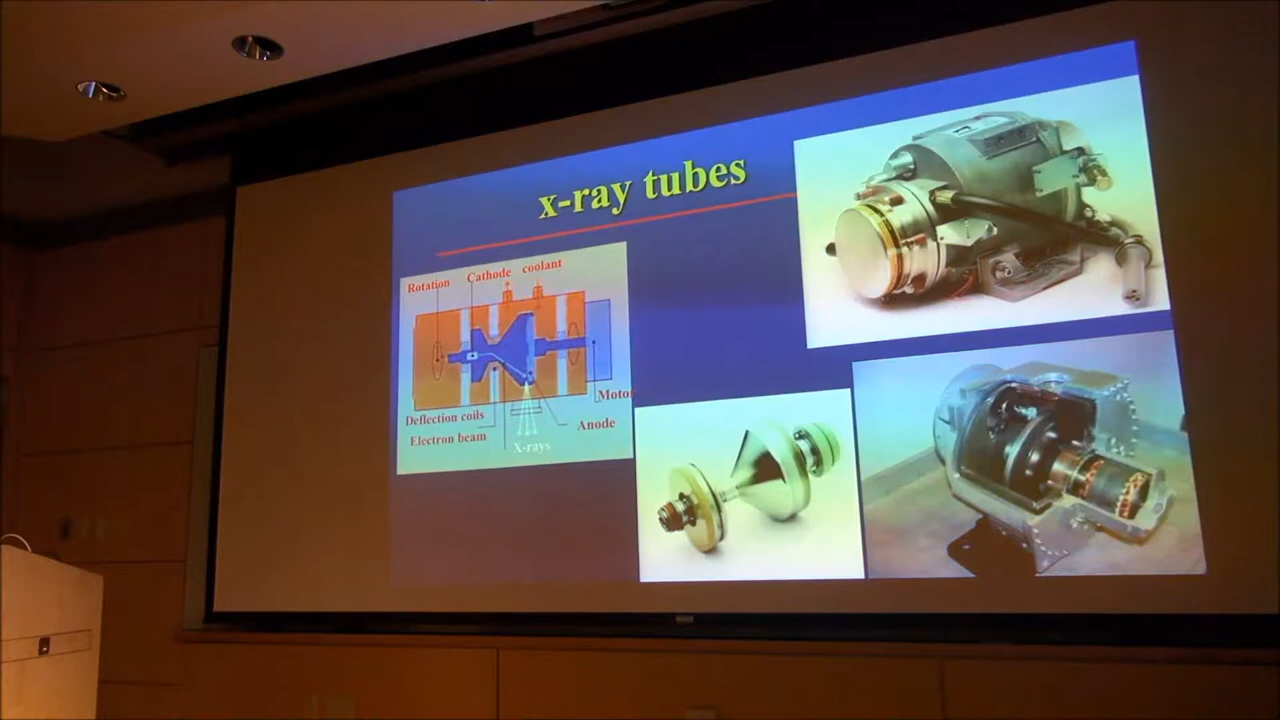 x-ray tubes
Rotation
Cathode
coolant
Motor
Deflection coils
Electron beam
Anode
X-rays